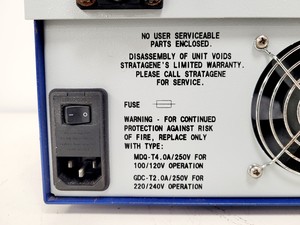 NO USER SERVICEABLE
PARTS ENCLOSED.
DISASSEMBLY OF UNIT VOIDS
STRATAGENE'S LIMITED WARRANTY.
PLEASE CALL STRATAGENE
FOR SERVICE.
FUSE
WARNING - FOR CONTINUED
PROTECTION AGAINST RISK
OF FIRE, REPLACE ONLY
WITH TYPE:
MDQ-T4.0A/250V FOR
100/120V OPERATION
GDC-T2.0A/250V FOR
220/240V OPERATION